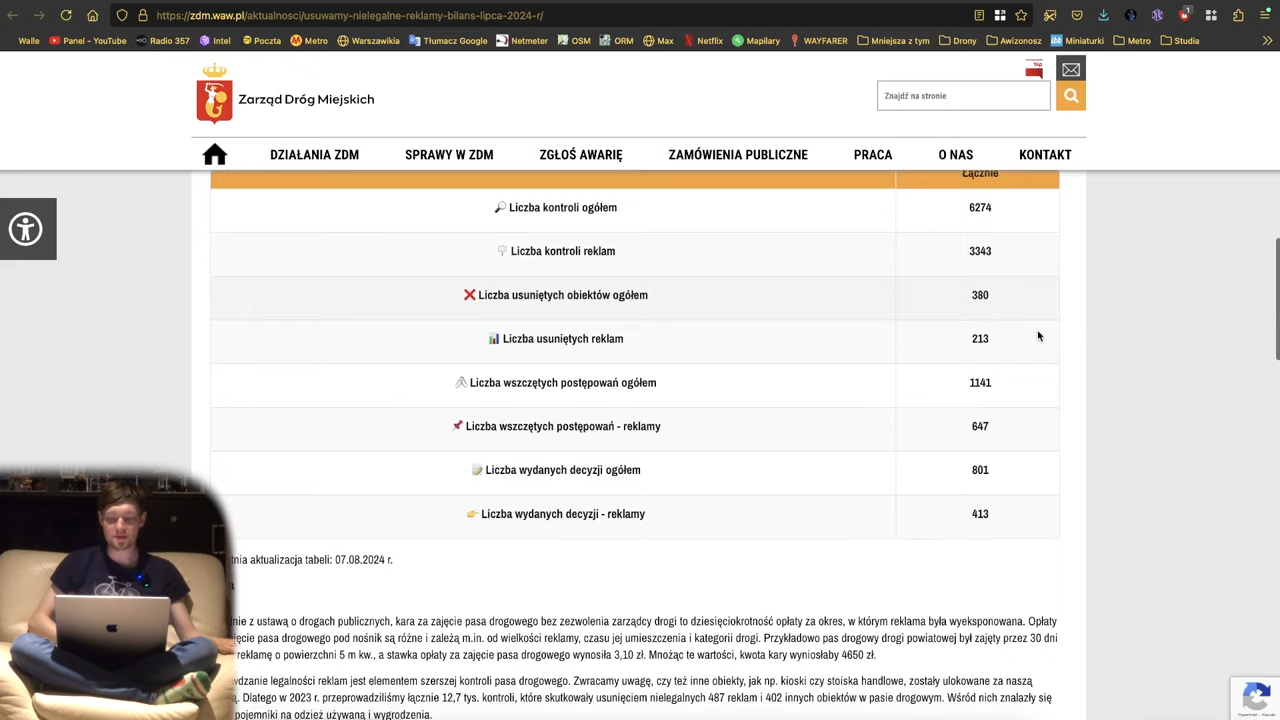 https://zdm.waw.pl/aktualnosci/usuwamy-nielegalne-reklamy-bilans-lipca-2024-r/
Walle Panel - YouTube Radio 357 Intel Poczta Metro Warszawikia Tłumacz Google Netmeter OSM ORM Max Netflix Mapilary WAYFARER Mniejsza z tym Drony Awizonosz Miniaturki Metro Studia
bip
Zarząd Dróg Miejskich
Znajdź na stronie
DZIAŁANIA ZDM SPRAWY W ZDM ZGŁOŚ AWARIĘ ZAMÓWIENIA PUBLICZNE PRACA O NAS KONTAKT
Łącznie
Liczba kontroli ogółem 6274
Liczba kontroli reklam 3343
Liczba usuniętych obiektów ogółem 380
Liczba usuniętych reklam 213
Liczba wszczętych postępowań ogółem 1141
Liczba wszczętych postępowań - reklamy 647
Liczba wydanych decyzji ogółem 801
Liczba wydanych decyzji - reklamy 413
tnia aktualizacja tabeli: 07.08.2024 r.
nie z ustawą o drogach publicznych, kara za zajęcie pasa drogowego bez zezwolenia zarządcy drogi to dziesięciokrotność opłaty za okres, w którym reklama była wyeksponowana. Opłaty
jęcie pasa drogowego pod nośnik są różne i zależą m.in. od wielkości reklamy, czasu jej umieszczenia i kategorii drogi. Przykładowo pas drogowy drogi powiatowej był zajęty przez 30 dni
reklamę o powierzchni 5 m kw., a stawka opłaty za zajęcie pasa drogowego wynosiła 3,10 zł. Mnożąc te wartości, kwota kary wyniosłaby 4650 zł.
wdzanie legalności reklam jest elementem szerszej kontroli pasa drogowego. Zwracamy uwagę, czy też inne obiekty, jak np. kioski czy stoiska handlowe, zostały ulokowane za naszą
ą. Dlatego w 2023 r. przeprowadziliśmy łącznie 12,7 tys. kontroli, które skutkowały usunięciem nielegalnych 487 reklam i 402 innych obiektów w pasie drogowym. Wśród nich znalazły się
pojemniki na odzież używaną i wygrodzenia.